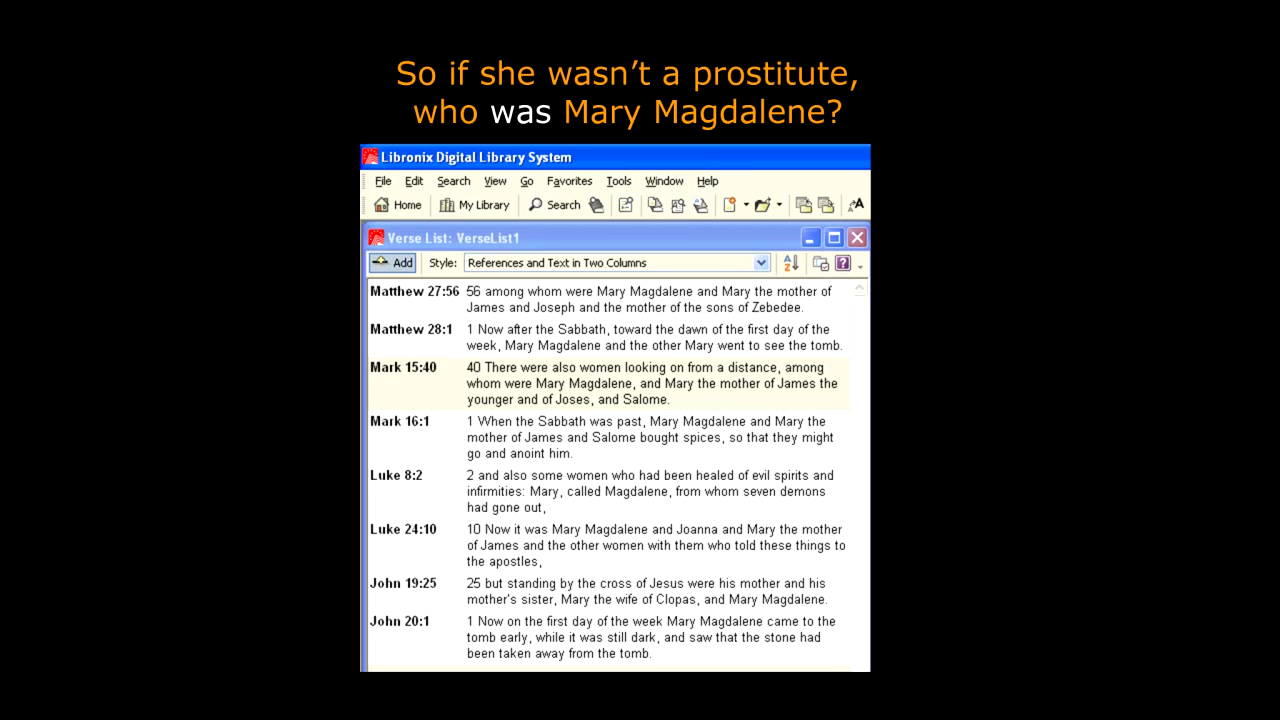 So if she wasn’t a prostitute,
who was Mary Magdalene?
Libronix Digital Library System
File Edit Search View Go Favorites Tools Window Help
Home My Library Search
Verse List: VerseList1
Add Style: References and Text in Two Columns
Matthew 27:56 56 among whom were Mary Magdalene and Mary the mother of
James and Joseph and the mother of the sons of Zebedee.
Matthew 28:1 1 Now after the Sabbath, toward the dawn of the first day of the
week, Mary Magdalene and the other Mary went to see the tomb.
Mark 15:40 40 There were also women looking on from a distance, among
whom were Mary Magdalene, and Mary the mother of James the
younger and of Joses, and Salome.
Mark 16:1 1 When the Sabbath was past, Mary Magdalene and Mary the
mother of James and Salome bought spices, so that they might
go and anoint him.
Luke 8:2 2 and also some women who had been healed of evil spirits and
infirmities: Mary, called Magdalene, from whom seven demons
had gone out,
Luke 24:10 10 Now it was Mary Magdalene and Joanna and Mary the mother
of James and the other women with them who told these things to
the apostles,
John 19:25 25 but standing by the cross of Jesus were his mother and his
mother's sister, Mary the wife of Clopas, and Mary Magdalene.
John 20:1 1 Now on the first day of the week Mary Magdalene came to the
tomb early, while it was still dark, and saw that the stone had
been taken away from the tomb.